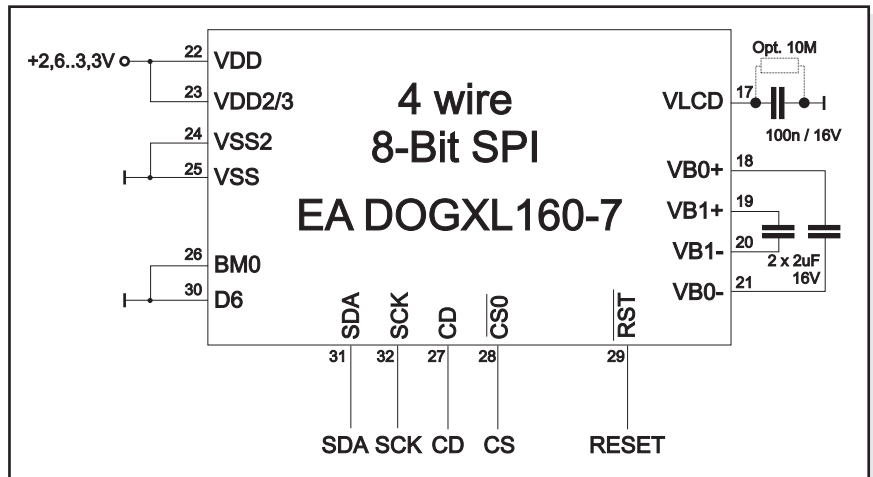 +2,6..3,3V
22 VDD
23 VDD2/3
24 VSS2
25 VSS
26 BM0
30 D6
4 wire
8-Bit SPI
EA DOGXL160-7
Opt. 10M
VLCD 17
100n / 16V
VB0+ 18
VB1+ 19
VB1- 20
VB0- 21
2 x 2uF
16V
SDA SCK CD CS0 RST
31 32 27 28 29
SDA SCK CD CS RESET